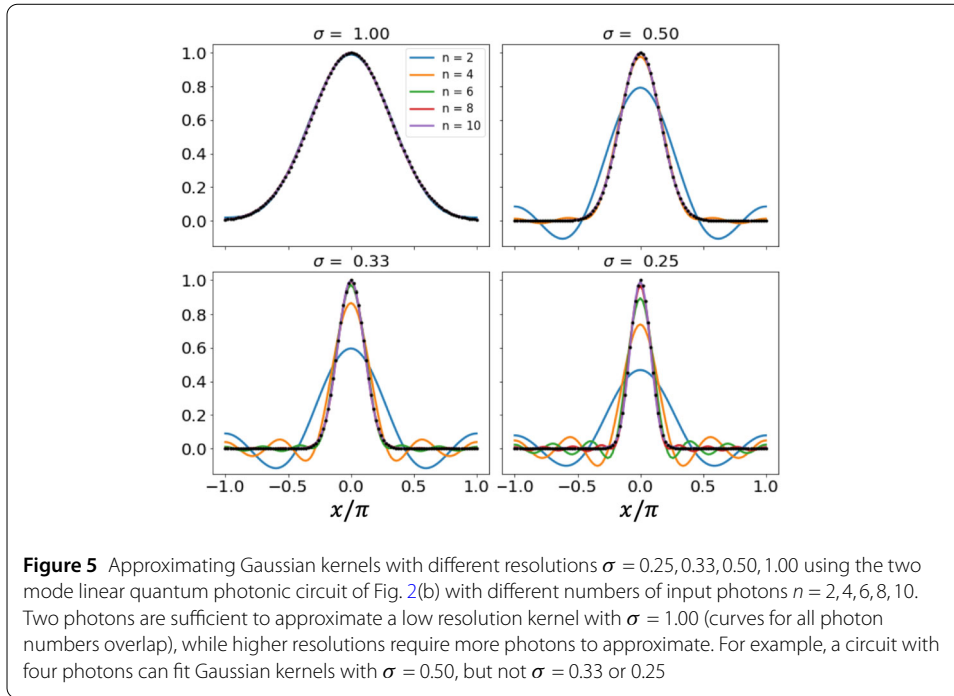 σ = 1.00
σ = 0.50
1.0
0.8
0.6
0.4
0.2
0.0
n = 2
n = 4
n = 6
n = 8
n = 10
σ = 0.33
σ = 0.25
1.0
0.8
0.6
0.4
0.2
0.0
−1.0 −0.5 0.0 0.5 1.0
−1.0 −0.5 0.0 0.5 1.0
x/π
x/π
Figure 5 Approximating Gaussian kernels with different resolutions σ = 0.25, 0.33, 0.50, 1.00 using the two
mode linear quantum photonic circuit of Fig. 2(b) with different numbers of input photons n = 2, 4, 6, 8, 10.
Two photons are sufficient to approximate a low resolution kernel with σ = 1.00 (curves for all photon
numbers overlap), while higher resolutions require more photons to approximate. For example, a circuit with
four photons can fit Gaussian kernels with σ = 0.50, but not σ = 0.33 or 0.25